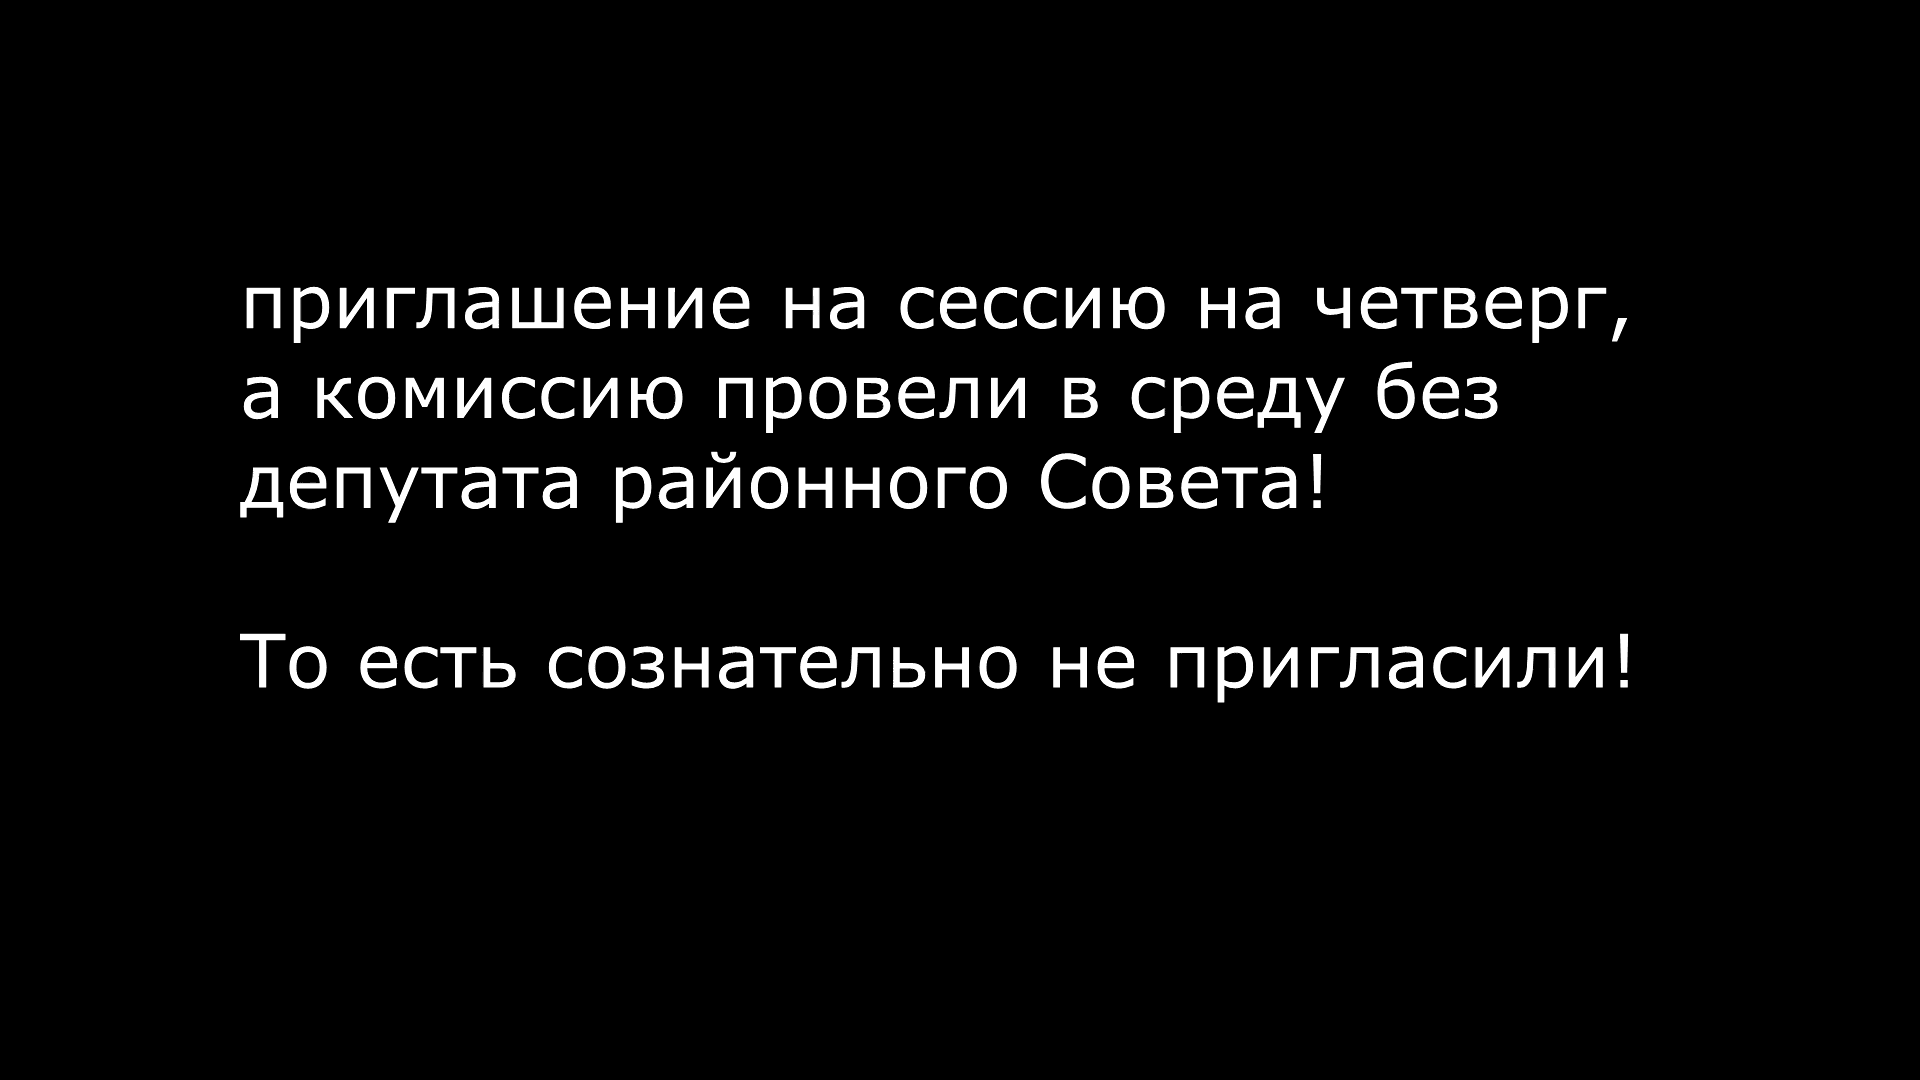 приглашение на сессию на четверг,
а комиссию провели в среду без
депутата районного Совета!
То есть сознательно не пригласили!